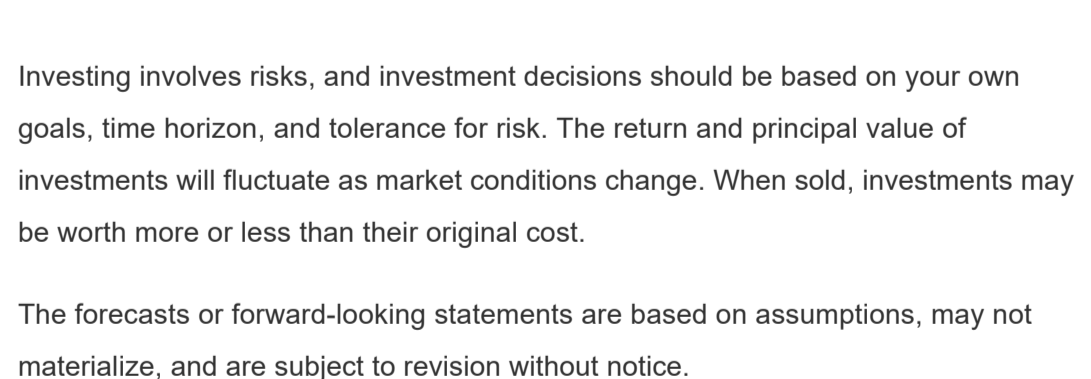 Investing involves risks, and investment decisions should be based on your own
goals, time horizon, and tolerance for risk. The return and principal value of
investments will fluctuate as market conditions change. When sold, investments may
be worth more or less than their original cost.
The forecasts or forward-looking statements are based on assumptions, may not
materialize, and are subject to revision without notice.